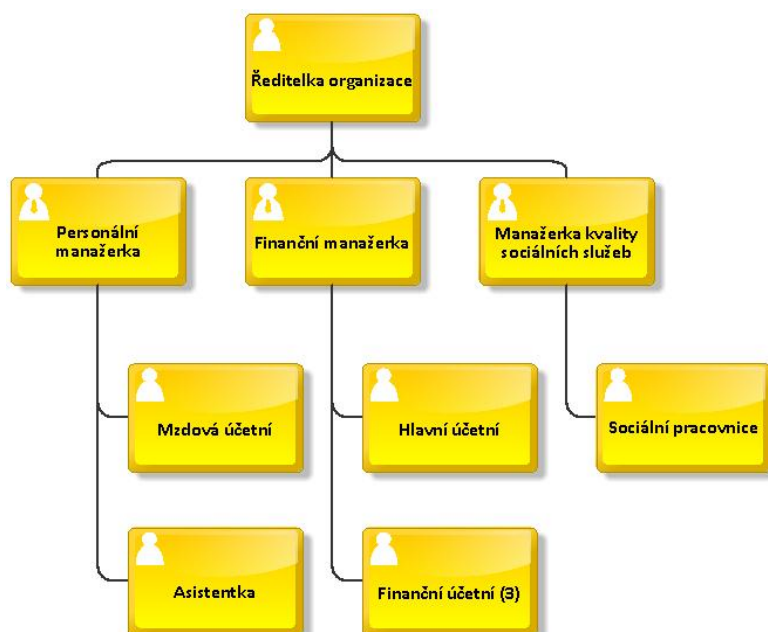 Ředitelka organizace
Personální
manažerka
Finanční manažerka
Manažerka kvality
sociálních služeb
Mzdová účetní
Hlavní účetní
Sociální pracovnice
Asistentka
Finanční účetní (3)